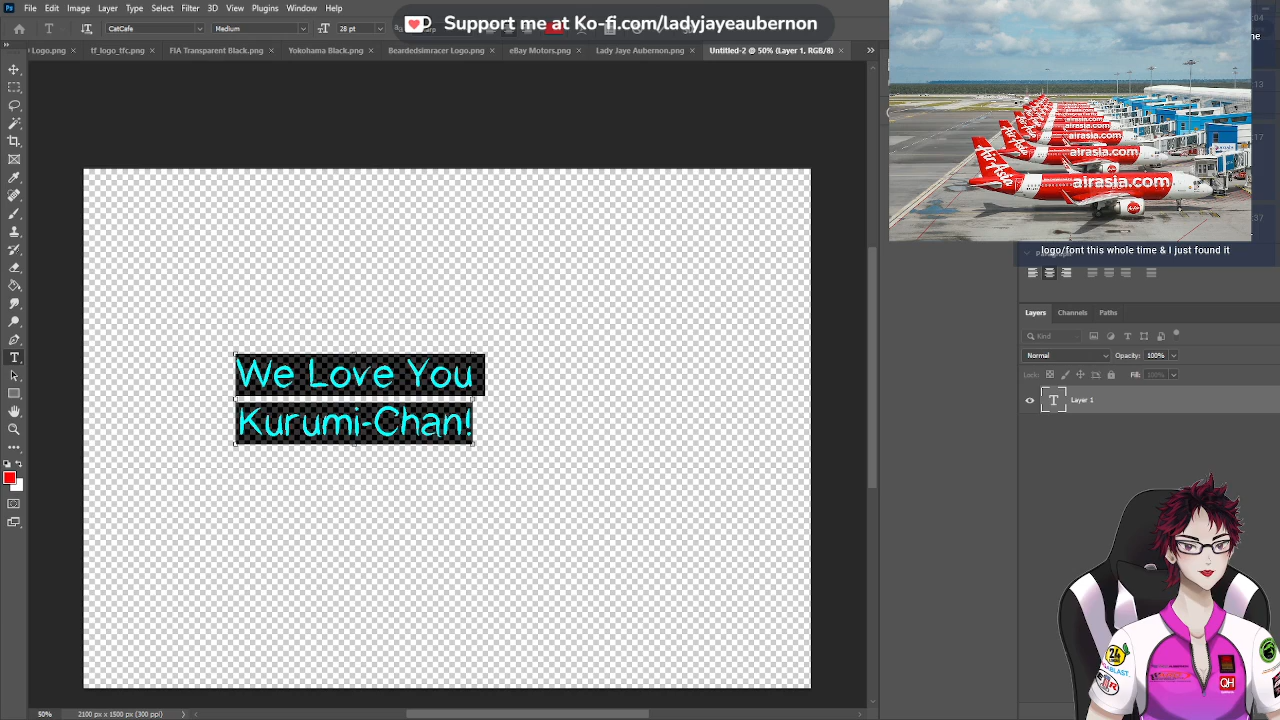 File Edit Image Layer Type Select Filter 3D View Plugins Window Help
Support me at Ko-fi.com/ladyjayeaubernon
CatCafe Medium 28 pt
Logo.png tf_logo_tfc.png FIA Transparent Black.png Yokohama Black.png Beardedsimracer Logo.png eBay Motors.png Lady Jaye Aubernon.png Untitled-2 @ 50% (Layer 1, RGB/8)
AirAsia
airasia.com
airasia.com
airasia.com
logo/font this whole time & I just found it
Layers Channels Paths
Kind
Normal Opacity: 100%
Lock: Fill: 100%
Layer 1
We Love You
Kurumi-Chan!
50% 2100 px x 1500 px (300 ppi)
24
QH